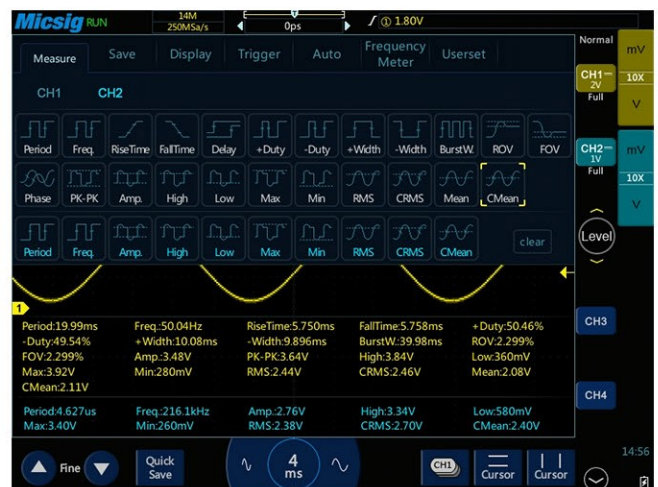 Micsig RUN 14M 250MSa/s 0ps ① 1.80V
Measure Save Display Trigger Auto Frequency Meter Userset
CH1 CH2
Period Freq. RiseTime FallTime Delay +Duty -Duty +Width -Width BurstW. ROV FOV
Phase PK-PK Amp. High Low Max Min RMS CRMS Mean CMean
Period Freq. Amp. High Low Max Min RMS CRMS CMean clear
1
Period:19.99ms Freq.:50.04Hz RiseTime:5.750ms FallTime:5.758ms +Duty:50.46%
-Duty:49.54% +Width:10.08ms -Width:9.896ms BurstW.:39.98ms ROV:2.299%
FOV:2.299% Amp.:3.48V PK-PK:3.64V High:3.84V Low:360mV
Max:3.92V Min:280mV RMS:2.44V CRMS:2.46V Mean:2.08V
CMean:2.11V
Period:4.627us Freq.:216.1kHz Amp.:2.76V High:3.34V Low:580mV
Max:3.40V Min:260mV RMS:2.38V CRMS:2.70V CMean:2.40V
Fine Quick Save 4 ms CH1 Cursor Cursor
Normal
CH1 2V Full
mV 10X V
CH2 1V Full
mV 10X V
Level
CH3
CH4
14:56